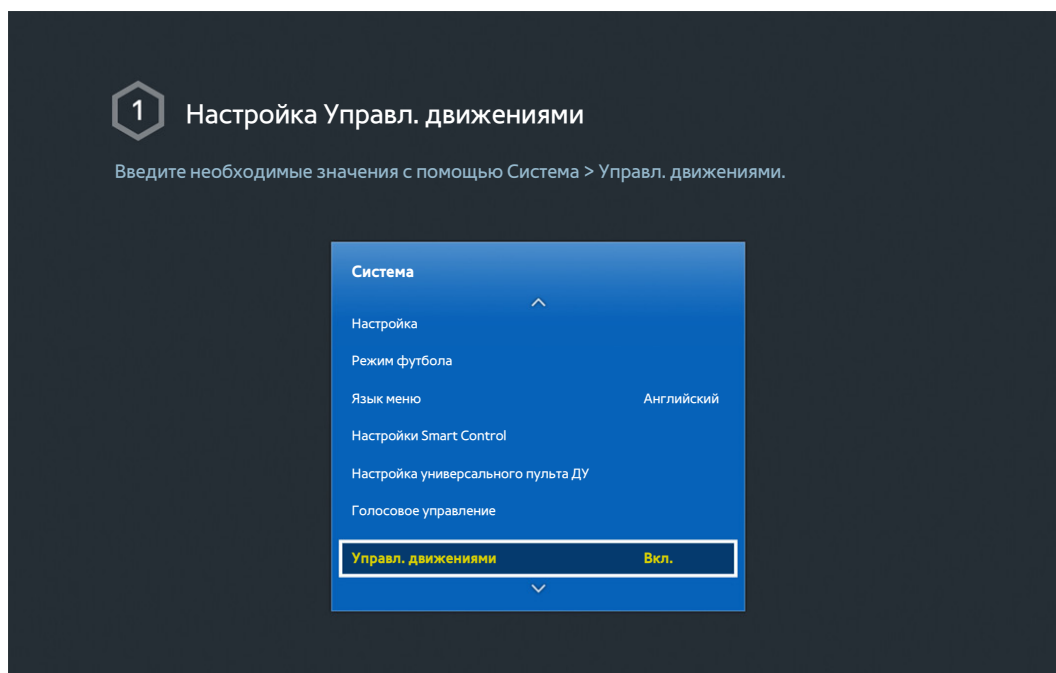 1 Настройка Управл. движениями
Введите необходимые значения с помощью Система > Управл. движениями.
Система
Настройка
Режим футбола
Язык меню Английский
Настройки Smart Control
Настройка универсального пульта ДУ
Голосовое управление
Управл. движениями Вкл.